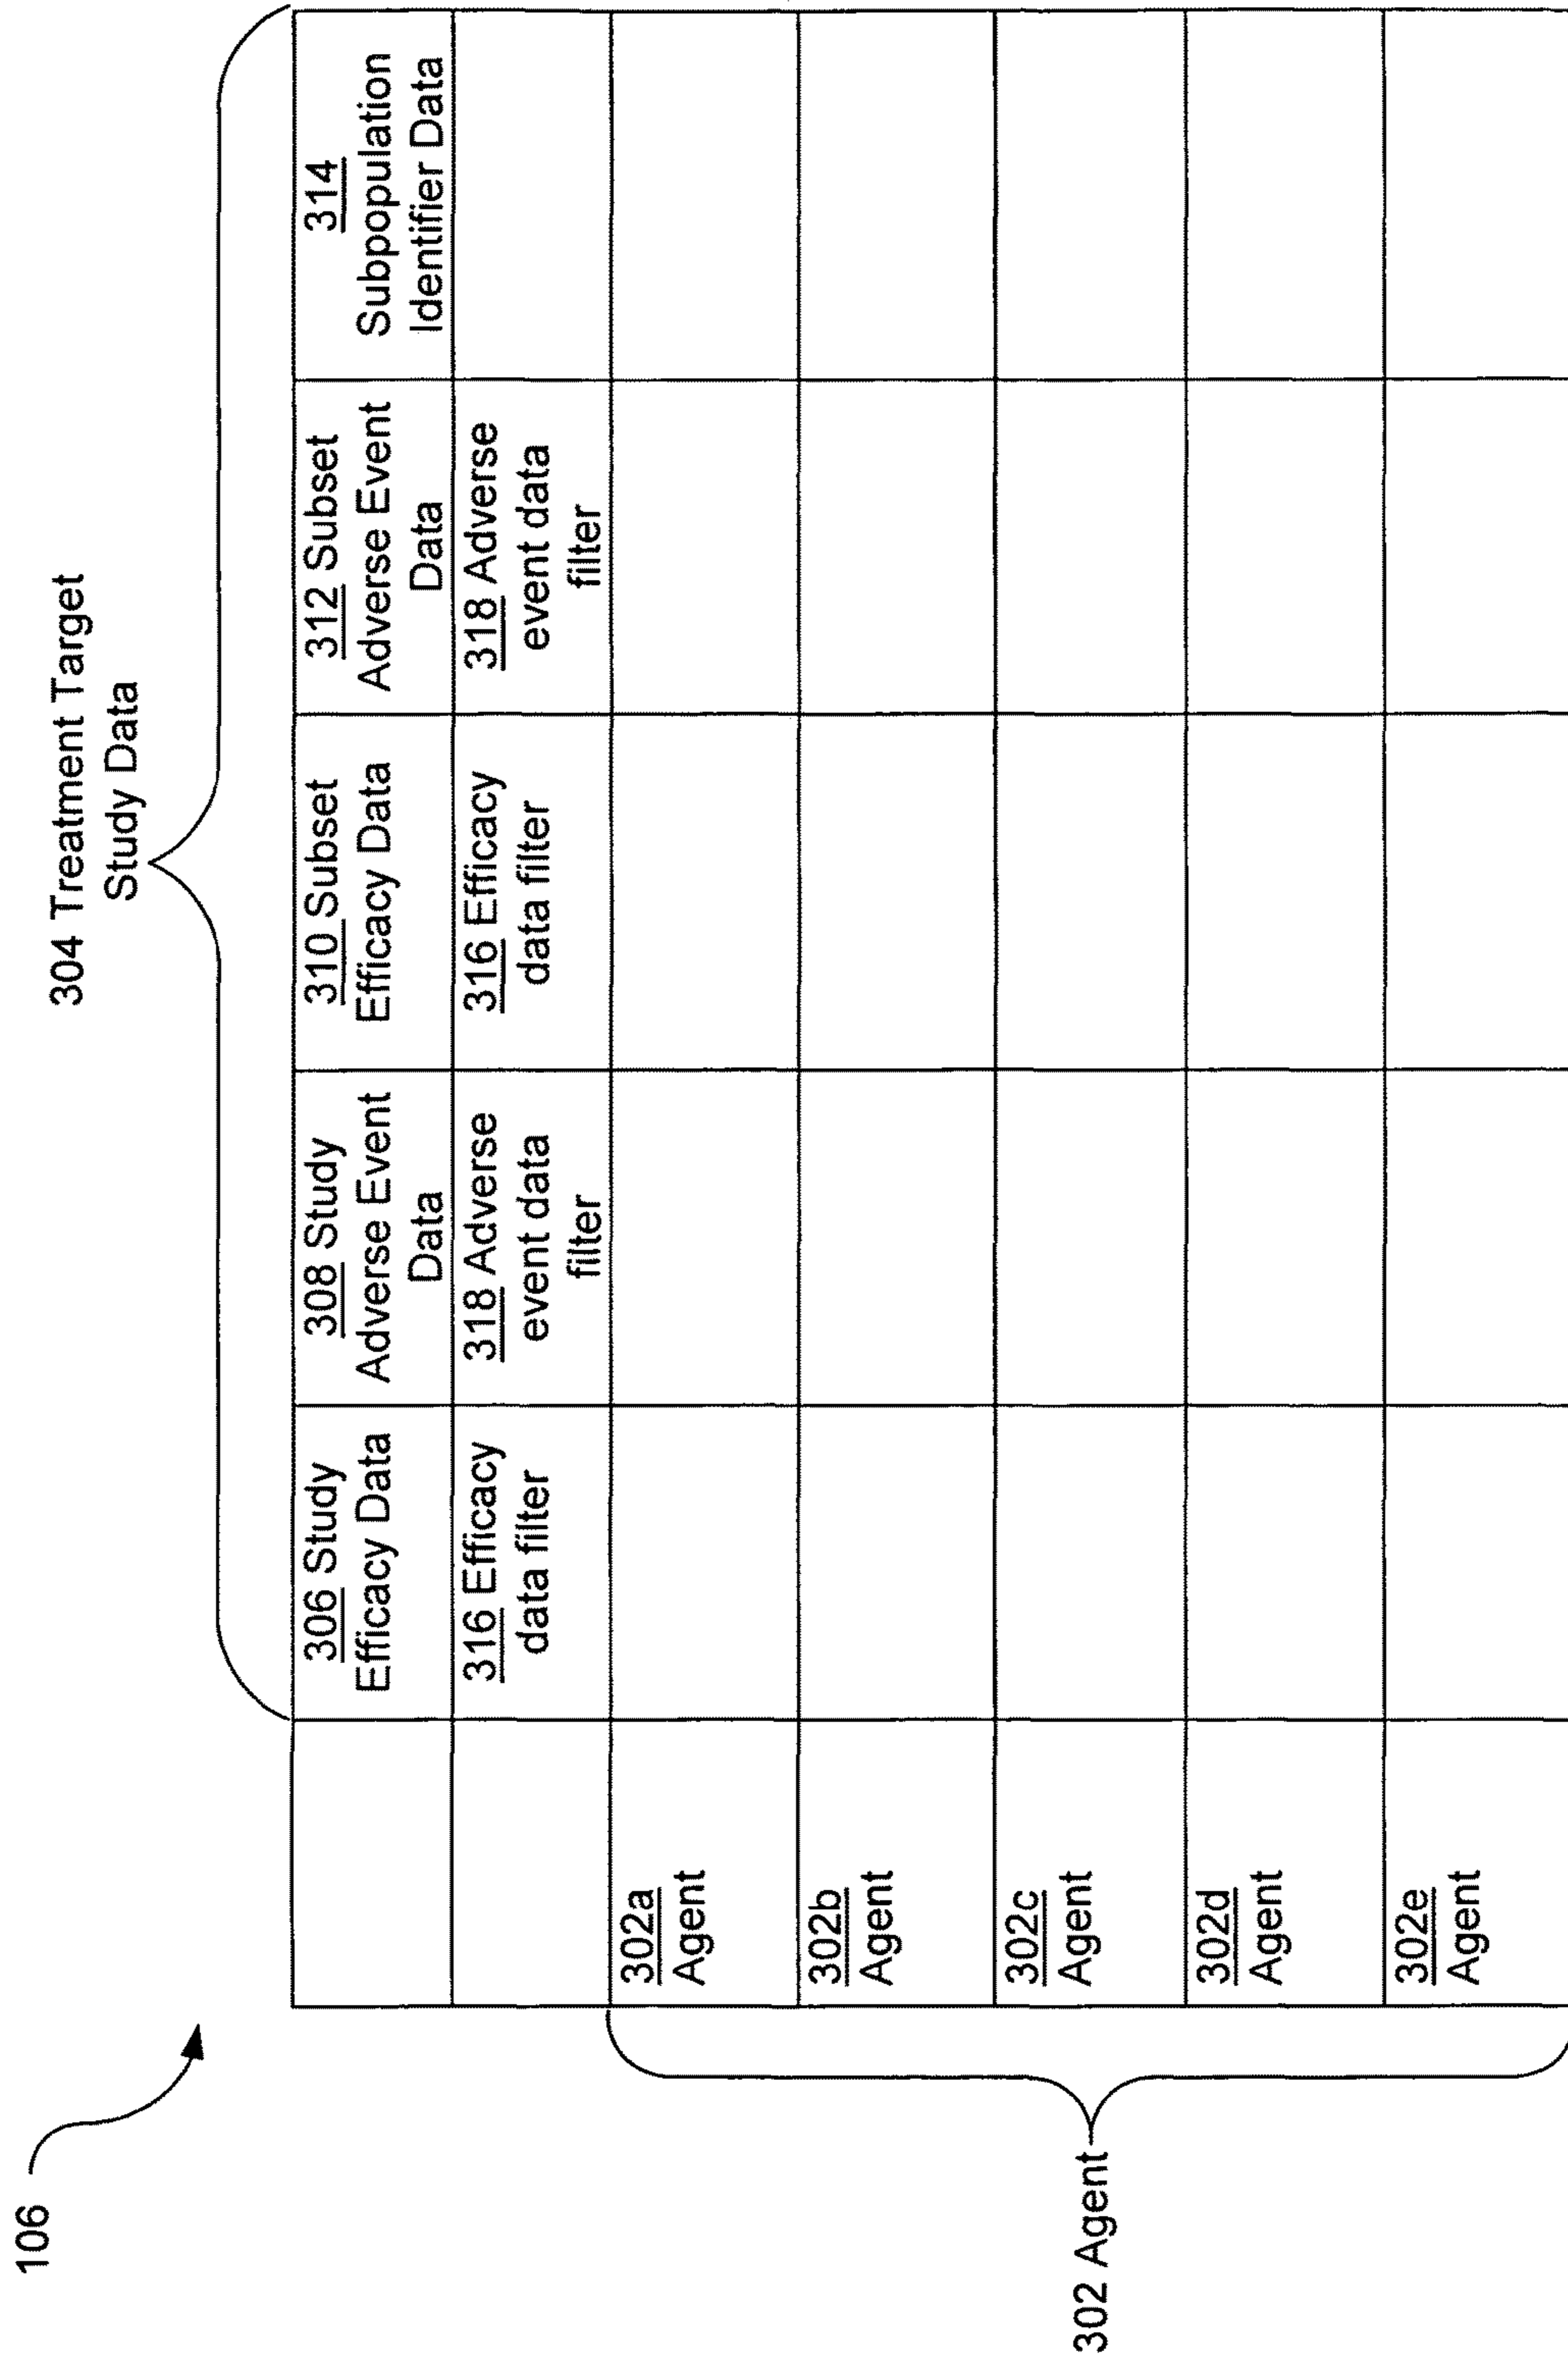 106
304 Treatment Target
Study Data
306 Study
Efficacy Data
308 Study
Adverse Event
Data
310 Subset
Efficacy Data
312 Subset
Adverse Event
Data
314
Subpopulation
Identifier Data
316 Efficacy
data filter
318 Adverse
event data
filter
316 Efficacy
data filter
318 Adverse
event data
filter
302 Agent
302a
Agent
302b
Agent
302c
Agent
302d
Agent
302e
Agent